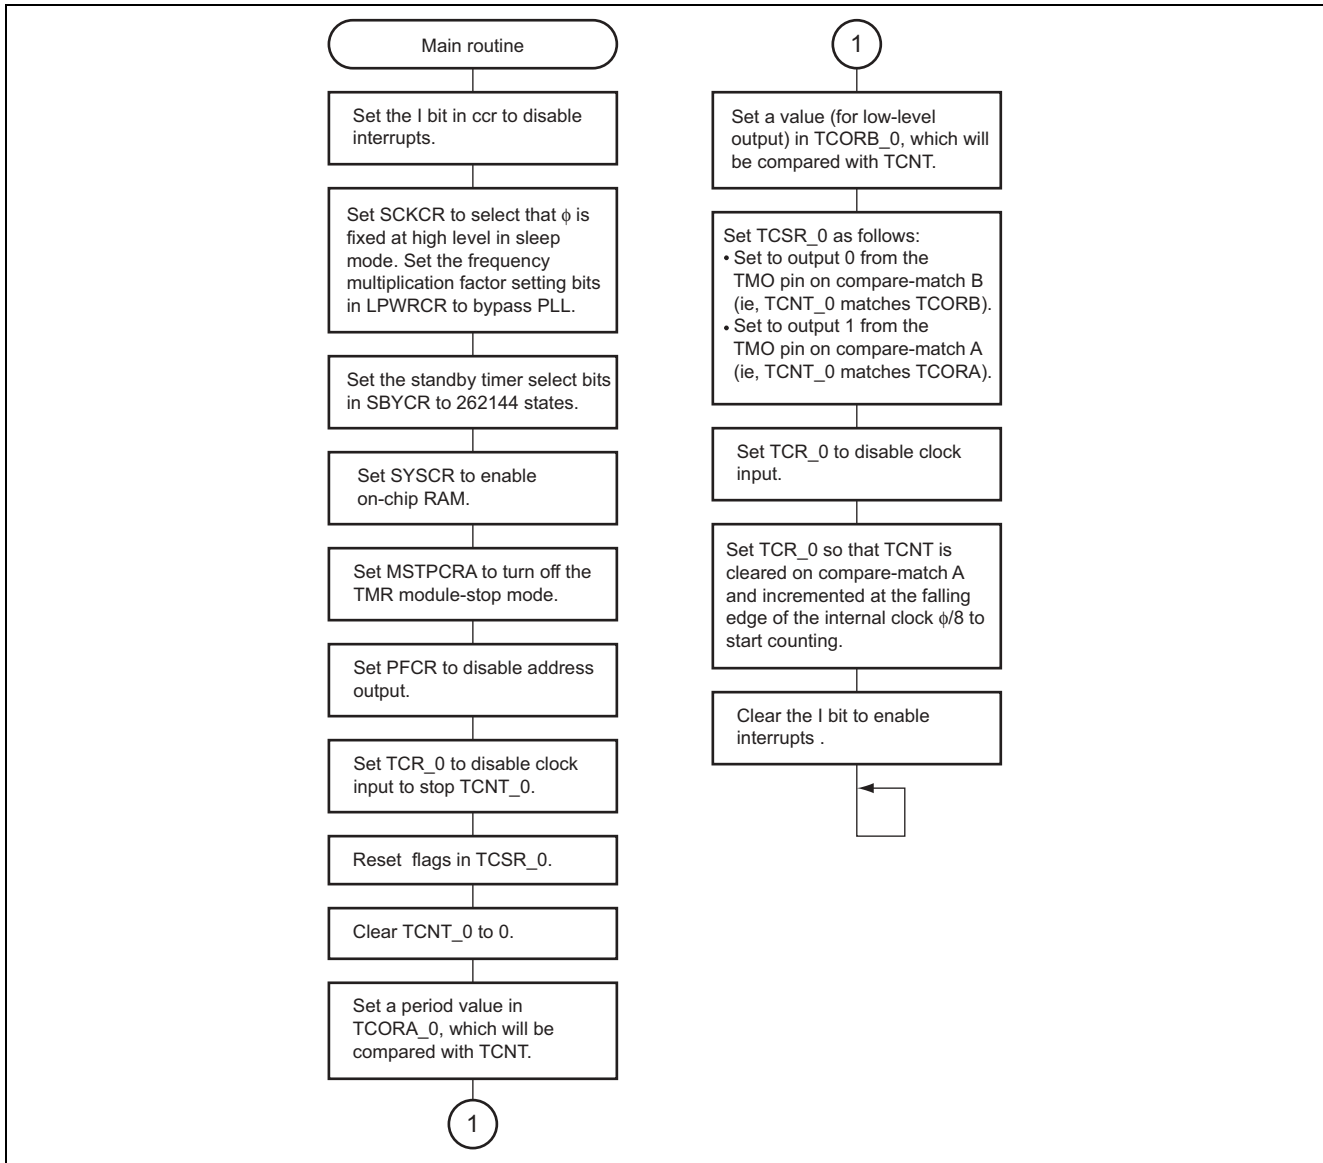 Main routine
Set the I bit in ccr to disable
interrupts.
Set SCKCR to select that ϕ is
fixed at high level in sleep
mode. Set the frequency
multiplication factor setting bits
in LPWRCR to bypass PLL.
Set the standby timer select bits
in SBYCR to 262144 states.
Set SYSCR to enable
on-chip RAM.
Set MSTPCRA to turn off the
TMR module-stop mode.
Set PFCR to disable address
output.
Set TCR_0 to disable clock
input to stop TCNT_0.
Reset flags in TCSR_0.
Clear TCNT_0 to 0.
Set a period value in
TCORA_0, which will be
compared with TCNT.
1
1
Set a value (for low-level
output) in TCORB_0, which will
be compared with TCNT.
Set TCSR_0 as follows:
• Set to output 0 from the
TMO pin on compare-match B
(ie, TCNT_0 matches TCORB).
• Set to output 1 from the
TMO pin on compare-match A
(ie, TCNT_0 matches TCORA).
Set TCR_0 to disable clock
input.
Set TCR_0 so that TCNT is
cleared on compare-match A
and incremented at the falling
edge of the internal clock ϕ/8 to
start counting.
Clear the I bit to enable
interrupts .